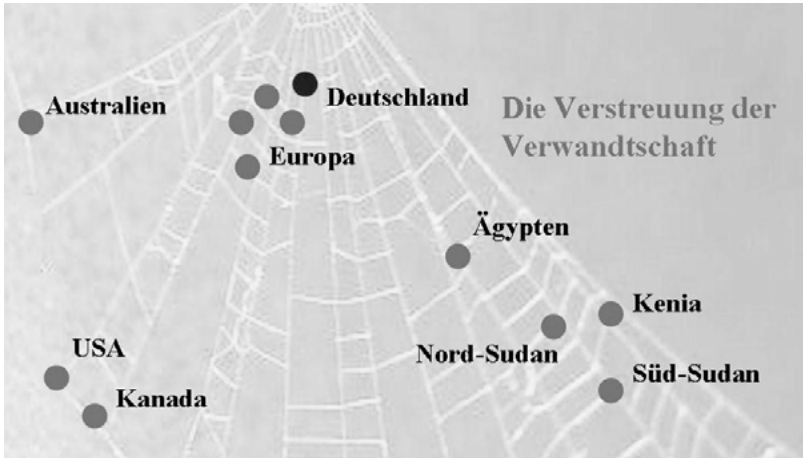 Australien
Deutschland
Die Verstreuung der
Verwandtschaft
Europa
Ägypten
Kenia
Nord-Sudan
USA
Süd-Sudan
Kanada